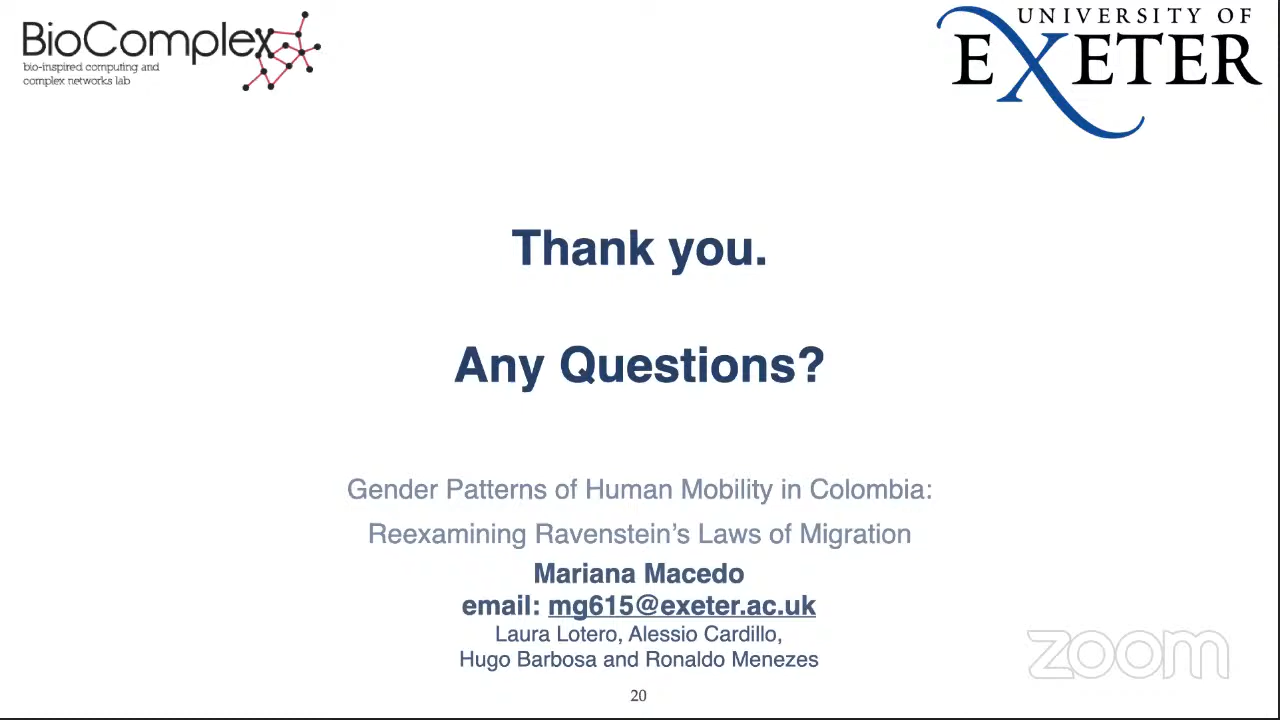 BioComplex
bio-inspired computing and
complex networks lab
UNIVERSITY OF
EXETER
Thank you.
Any Questions?
Gender Patterns of Human Mobility in Colombia:
Reexamining Ravenstein’s Laws of Migration
Mariana Macedo
email: mg615@exeter.ac.uk
Laura Lotero, Alessio Cardillo,
Hugo Barbosa and Ronaldo Menezes
zoom
20